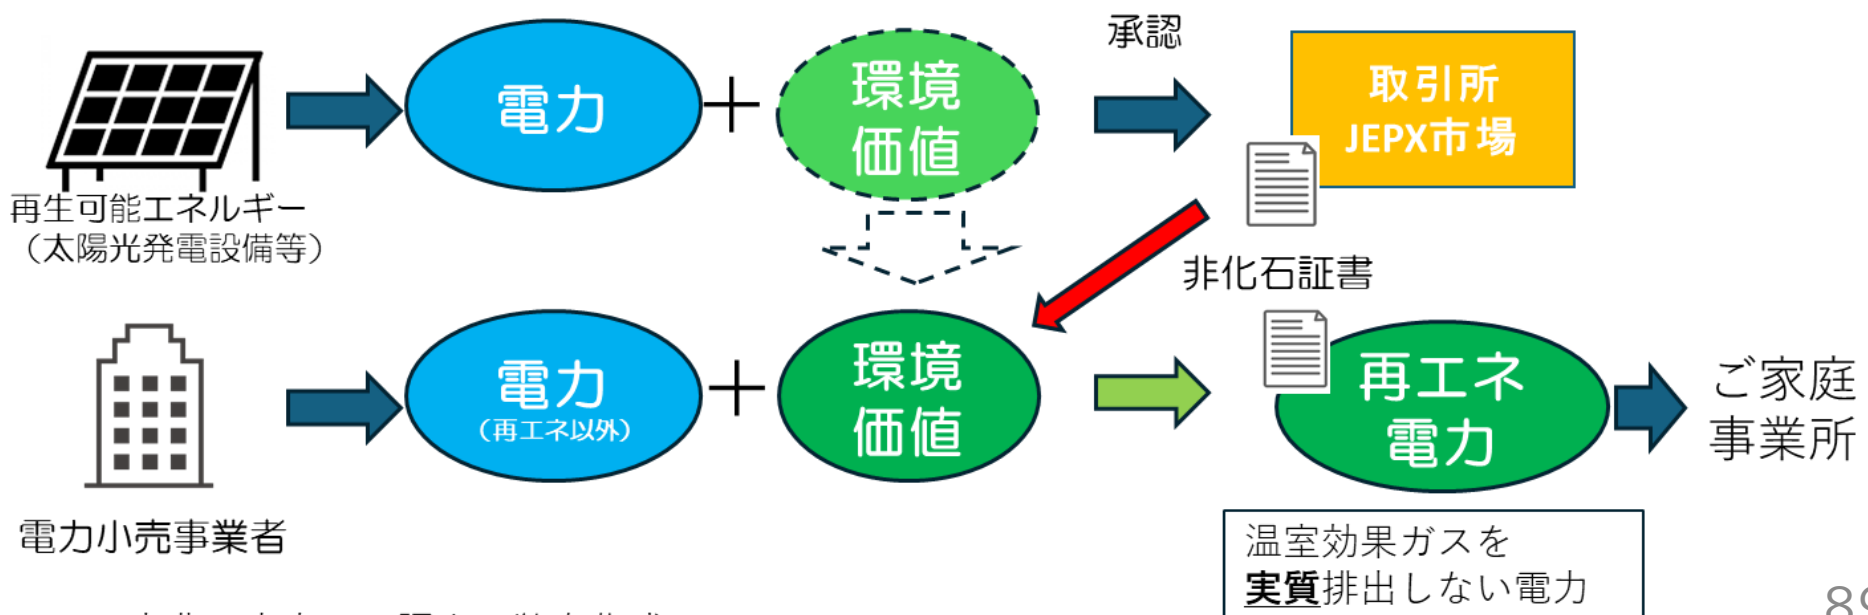 承認
電力
+
環境
価値
取引所
JEPX市場
再生可能エネルギー
（太陽光発電設備等）
非化石証書
電力
（再エネ以外）
+
環境
価値
再エネ
電力
ご家庭
事業所
電力小売事業者
温室効果ガスを
実質排出しない電力